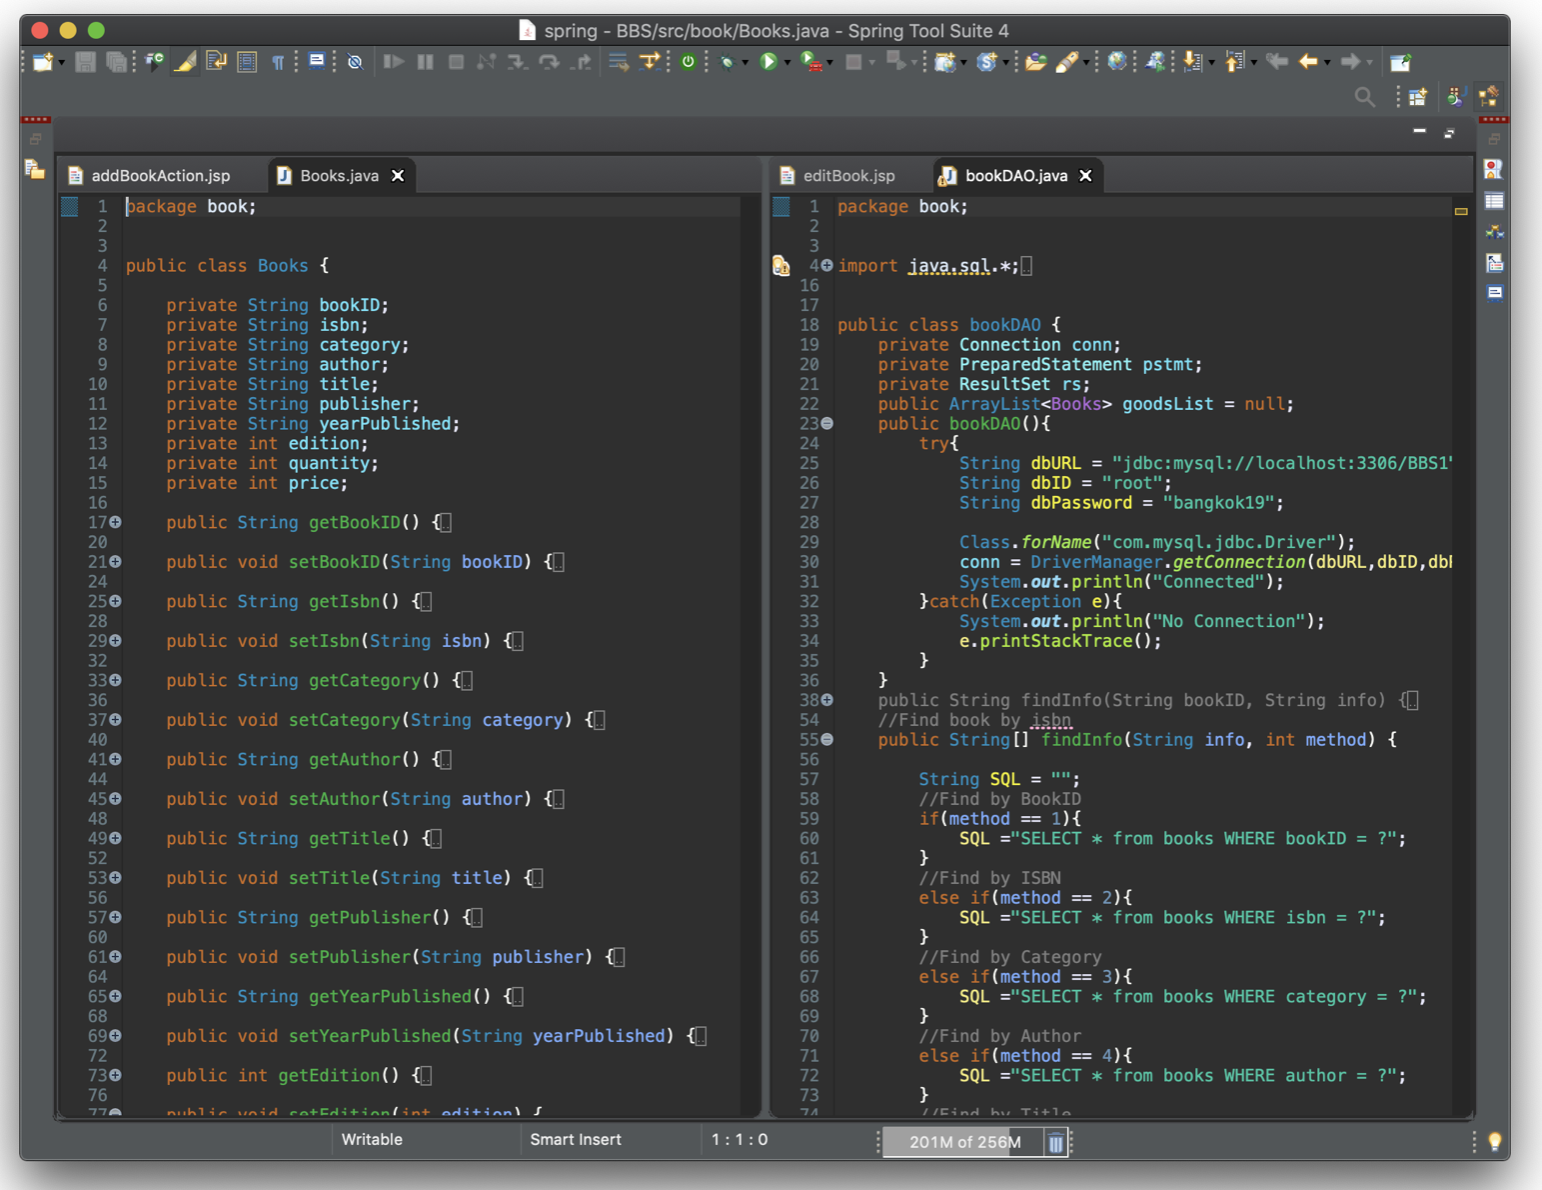 spring - BBS/src/book/Books.java - Spring Tool Suite 4
addBookAction.jsp
Books.java
1 package book;
2
3
4 public class Books {
5
6 private String bookID;
7 private String isbn;
8 private String category;
9 private String author;
10 private String title;
11 private String publisher;
12 private String yearPublished;
13 private int edition;
14 private int quantity;
15 private int price;
16
17 public String getBookID() {
20
21 public void setBookID(String bookID) {
24
25 public String getIsbn() {
28
29 public void setIsbn(String isbn) {
32
33 public String getCategory() {
36
37 public void setCategory(String category) {
40
41 public String getAuthor() {
44
45 public void setAuthor(String author) {
48
49 public String getTitle() {
52
53 public void setTitle(String title) {
56
57 public String getPublisher() {
60
61 public void setPublisher(String publisher) {
64
65 public String getYearPublished() {
68
69 public void setYearPublished(String yearPublished) {
72
73 public int getEdition() {
76
77 public void setEdition(int edition) {
editBook.jsp
bookDAO.java
1 package book;
2
3
4 import java.sql.*;
16
17
18 public class bookDAO {
19 private Connection conn;
20 private PreparedStatement pstmt;
21 private ResultSet rs;
22 public ArrayList<Books> goodsList = null;
23 public bookDAO(){
24 try{
25 String dbURL = "jdbc:mysql://localhost:3306/BBS1"
26 String dbID = "root";
27 String dbPassword = "bangkok19";
28
29 Class.forName("com.mysql.jdbc.Driver");
30 conn = DriverManager.getConnection(dbURL,dbID,db
31 System.out.println("Connected");
32 }catch(Exception e){
33 System.out.println("No Connection");
34 e.printStackTrace();
35 }
36 }
38 public String findInfo(String bookID, String info) {
54 //Find book by isbn
55 public String[] findInfo(String info, int method) {
56
57 String SQL = "";
58 //Find by BookID
59 if(method == 1){
60 SQL ="SELECT * from books WHERE bookID = ?";
61 }
62 //Find by ISBN
63 else if(method == 2){
64 SQL ="SELECT * from books WHERE isbn = ?";
65 }
66 //Find by Category
67 else if(method == 3){
68 SQL ="SELECT * from books WHERE category = ?";
69 }
70 //Find by Author
71 else if(method == 4){
72 SQL ="SELECT * from books WHERE author = ?";
73 }
74 //Find by Title
Writable
Smart Insert
1 : 1 : 0
201M of 256M